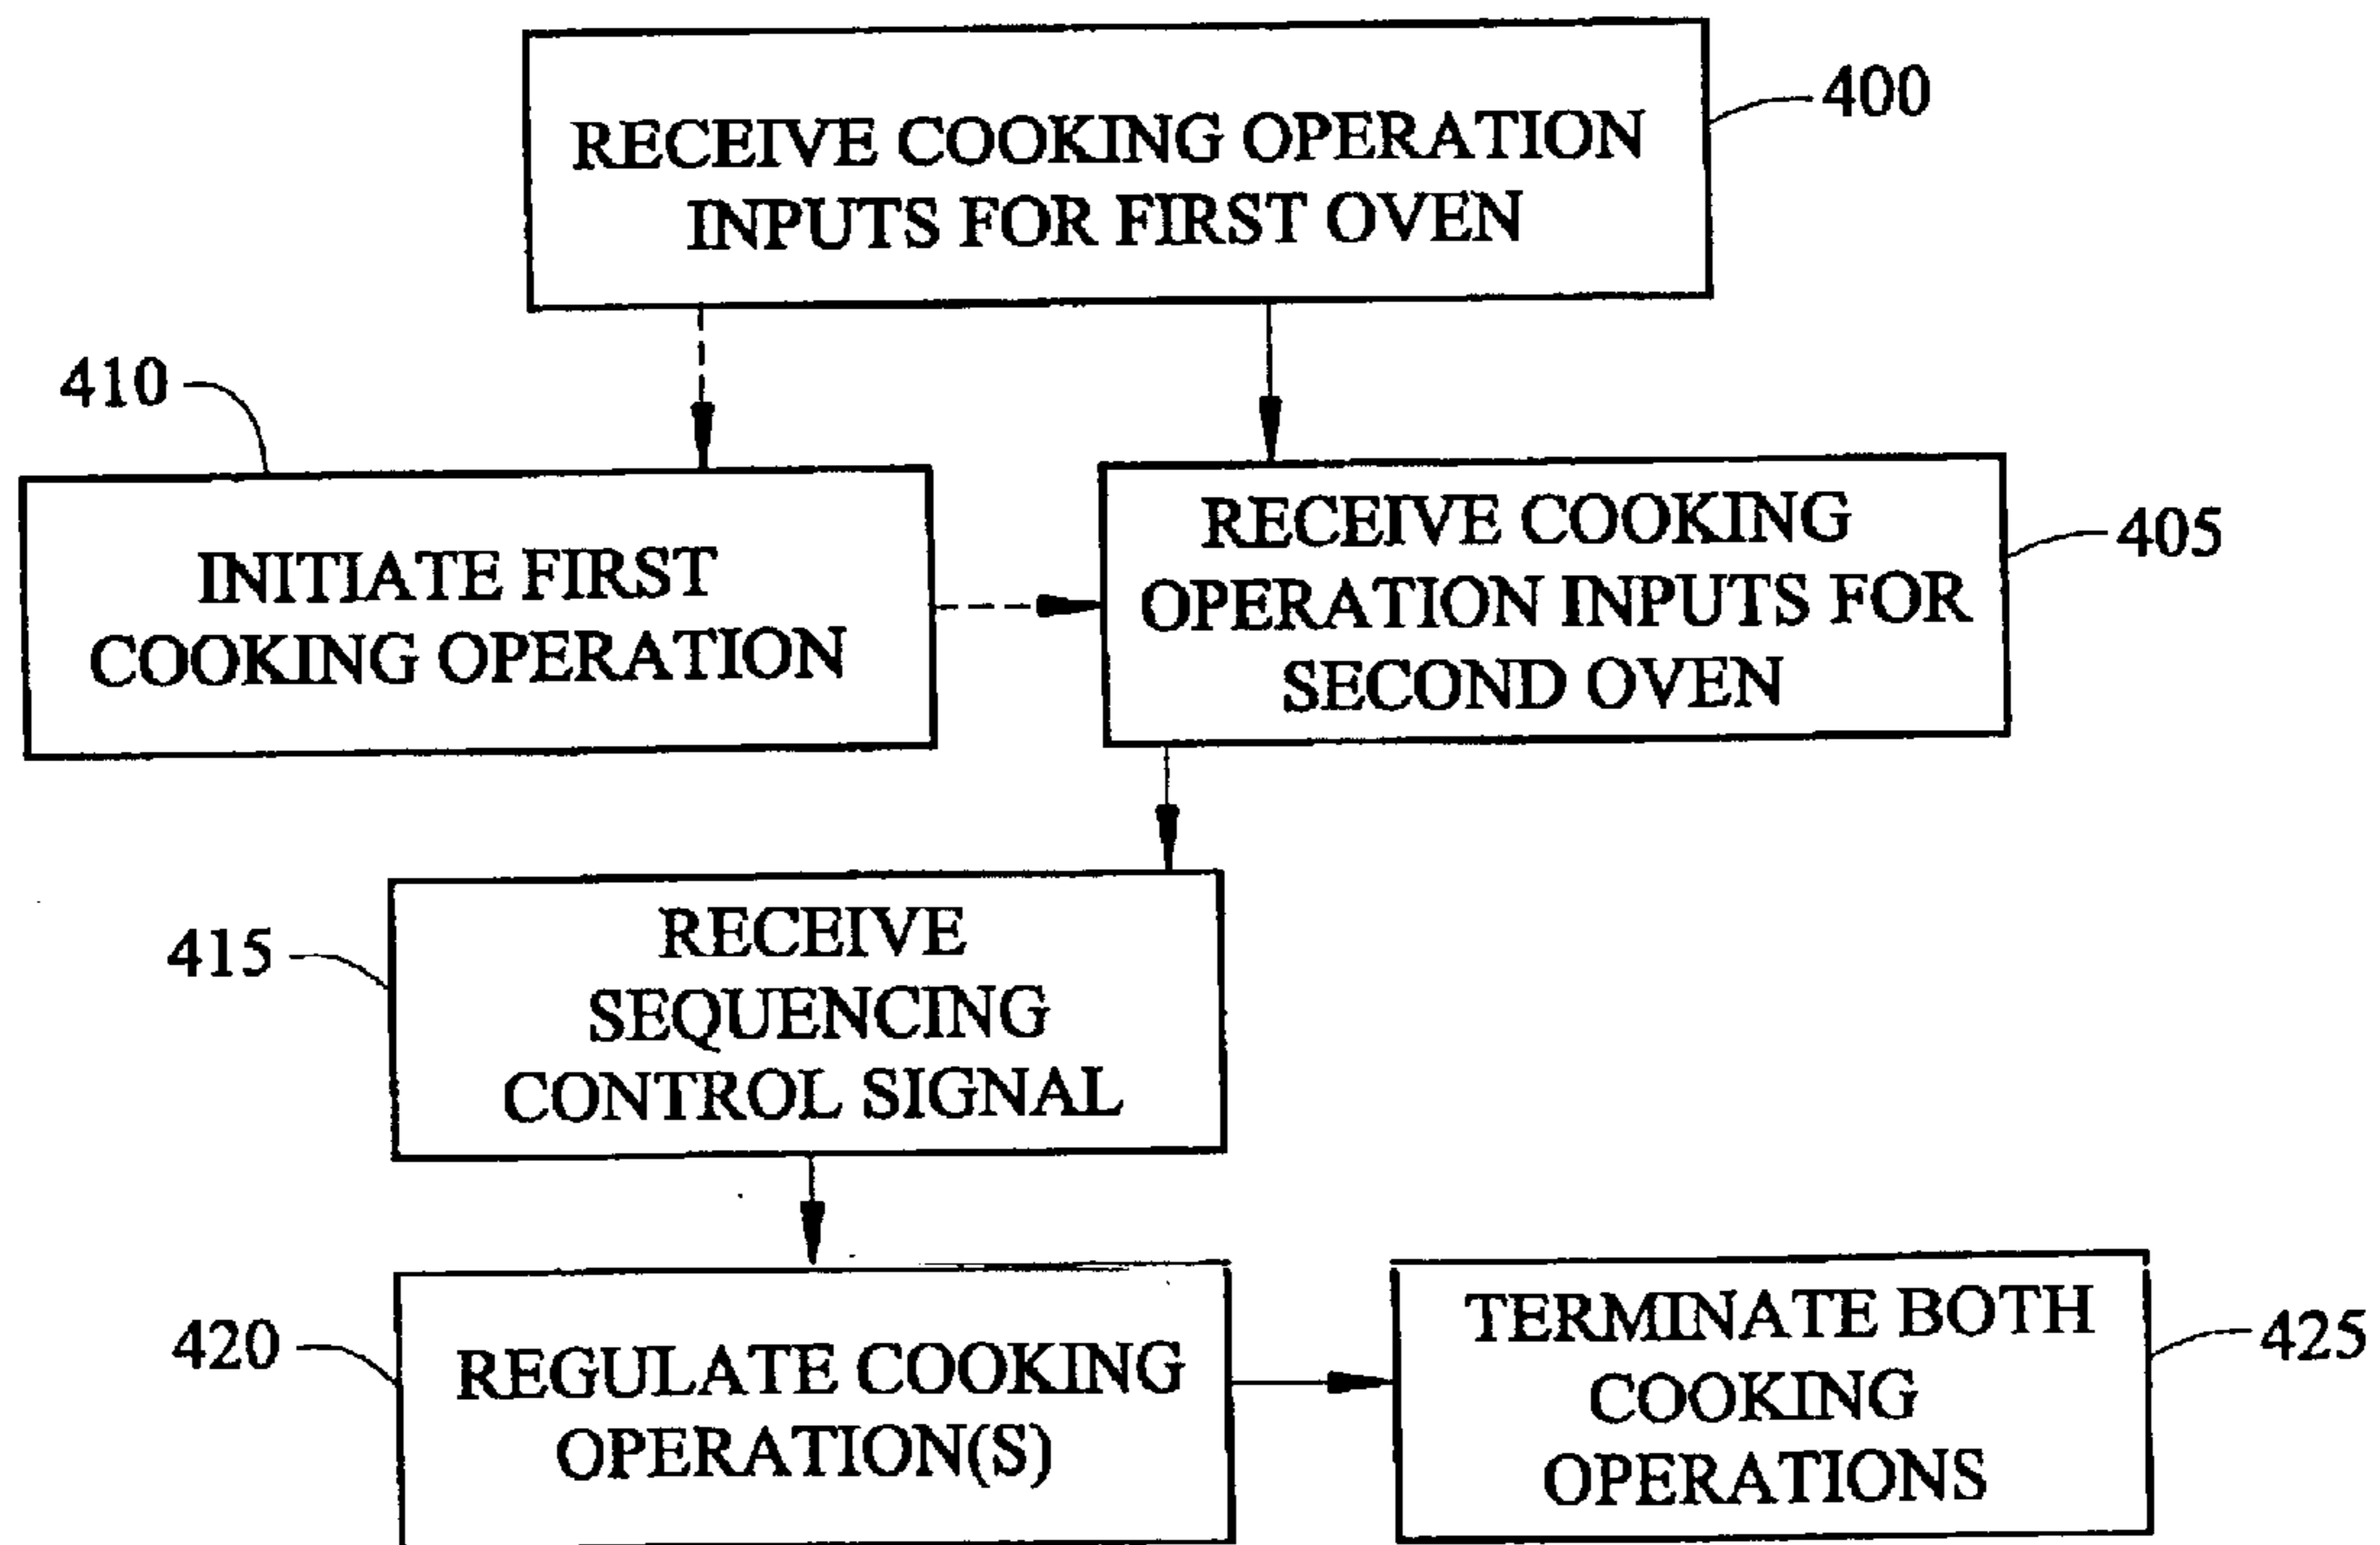 RECEIVE COOKING OPERATION
INPUTS FOR FIRST OVEN
400
410
INITIATE FIRST
COOKING OPERATION
RECEIVE COOKING
OPERATION INPUTS FOR
SECOND OVEN
405
415
RECEIVE
SEQUENCING
CONTROL SIGNAL
420
REGULATE COOKING
OPERATION(S)
TERMINATE BOTH
COOKING
OPERATIONS
425